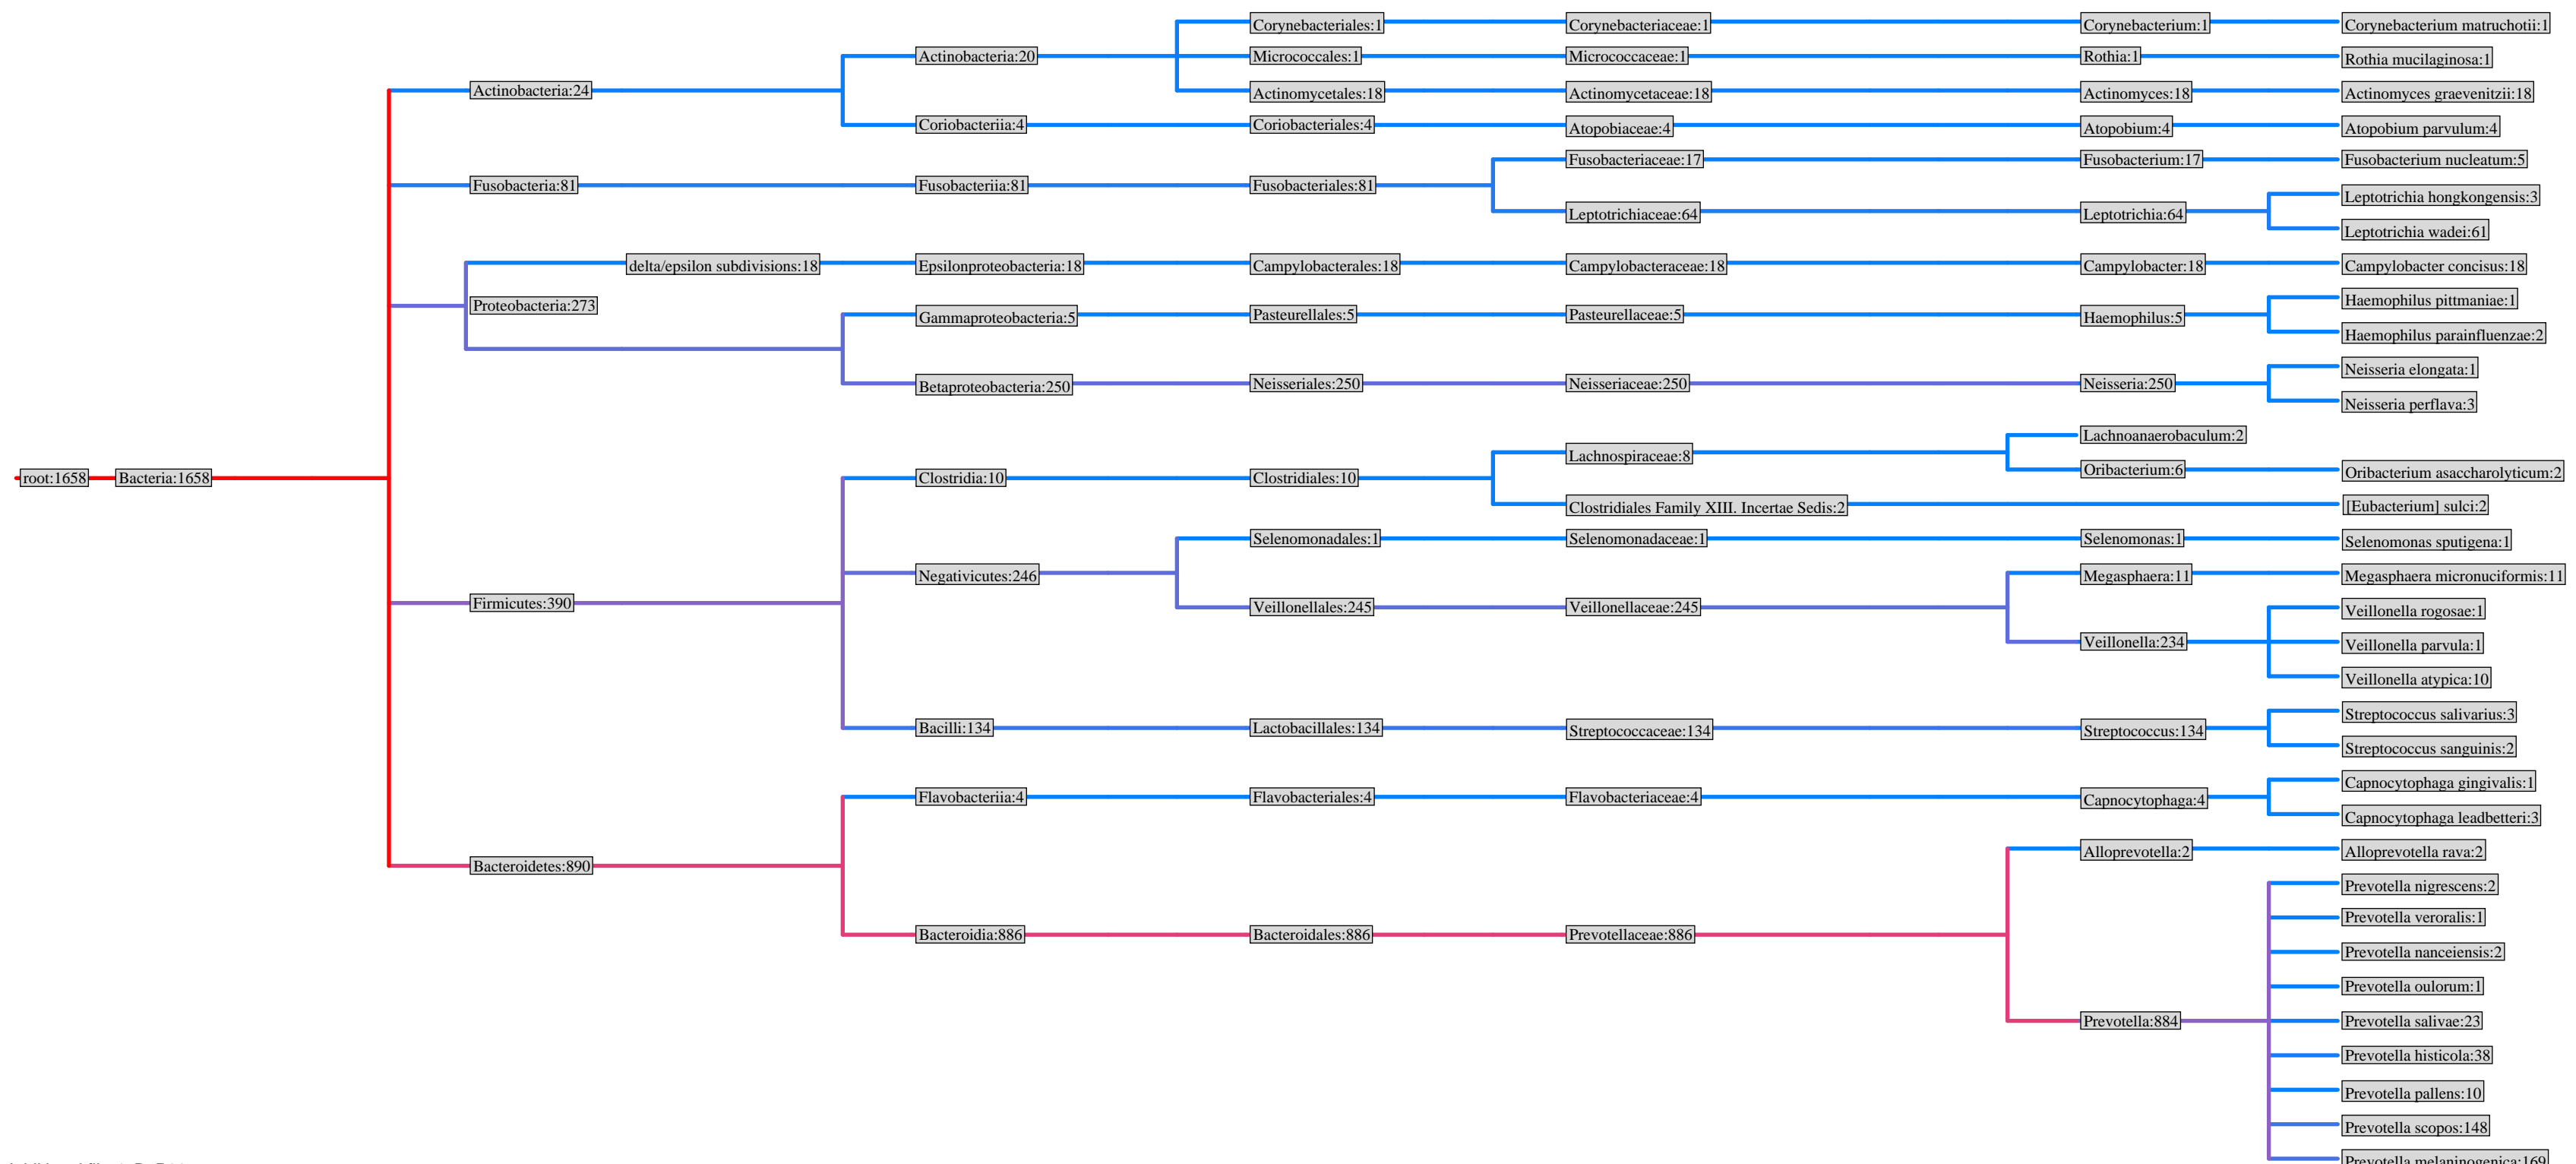 Corynebacteriales:1 Corynebacteriaceae:1 Corynebacterium:1 Corynebacterium matruchotii:1
Actinobacteria:20 Micrococcales:1 Micrococcaceae:1 Rothia:1 Rothia mucilaginosa:1
Actinobacteria:24 Actinomycetales:18 Actinomycetaceae:18 Actinomyces:18 Actinomyces graevenitzii:18
Coriobacteriia:4 Coriobacteriales:4 Atopobiaceae:4 Atopobium:4 Atopobium parvulum:4
Fusobacteriaceae:17 Fusobacterium:17 Fusobacterium nucleatum:5
Fusobacteria:81 Fusobacteriia:81 Fusobacteriales:81
Leptotrichia hongkongensis:3
Leptotrichiaceae:64 Leptotrichia:64
Leptotrichia wadei:61
delta/epsilon subdivisions:18 Epsilonproteobacteria:18 Campylobacterales:18 Campylobacteraceae:18 Campylobacter:18 Campylobacter concisus:18
Proteobacteria:273 Haemophilus pittmaniae:1
Gammaproteobacteria:5 Pasteurellales:5 Pasteurellaceae:5 Haemophilus:5
Haemophilus parainfluenzae:2
Neisseria elongata:1
Betaproteobacteria:250 Neisseriales:250 Neisseriaceae:250 Neisseria:250
Neisseria perflava:3
Lachnoanaerobaculum:2
Lachnospiraceae:8
Oribacterium:6 Oribacterium asaccharolyticum:2
root:1658 Bacteria:1658 Clostridia:10 Clostridiales:10
Clostridiales Family XIII. Incertae Sedis:2 [Eubacterium] sulci:2
Selenomonadales:1 Selenomonadaceae:1 Selenomonas:1 Selenomonas sputigena:1
Negativicutes:246 Megasphaera:11 Megasphaera micronuciformis:11
Firmicutes:390 Veillonellales:245 Veillonellaceae:245 Veillonella rogosae:1
Veillonella:234 Veillonella parvula:1
Veillonella atypica:10
Streptococcus salivarius:3
Bacilli:134 Lactobacillales:134 Streptococcaceae:134 Streptococcus:134
Streptococcus sanguinis:2
Capnocytophaga gingivalis:1
Flavobacteriia:4 Flavobacteriales:4 Flavobacteriaceae:4 Capnocytophaga:4
Capnocytophaga leadbetteri:3
Alloprevotella:2 Alloprevotella rava:2
Bacteroidetes:890
Prevotella nigrescens:2
Prevotella veroralis:1
Bacteroidia:886 Bacteroidales:886 Prevotellaceae:886
Prevotella nanceiensis:2
Prevotella oulorum:1
Prevotella:884 Prevotella salivae:23
Prevotella histicola:38
Prevotella pallens:10
Prevotella scopos:148
Prevotella melaninogenica:169